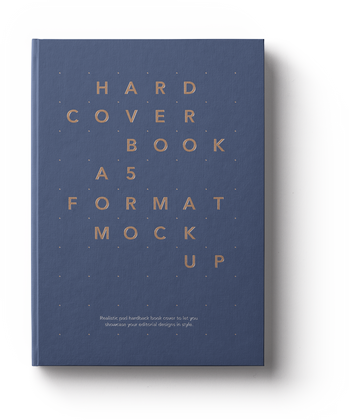 HARD
COVER
BOOK
A5
FORMAT
MOCK
UP
Realistic psd hardback book cover to let you
showcase your editorial designs in style.